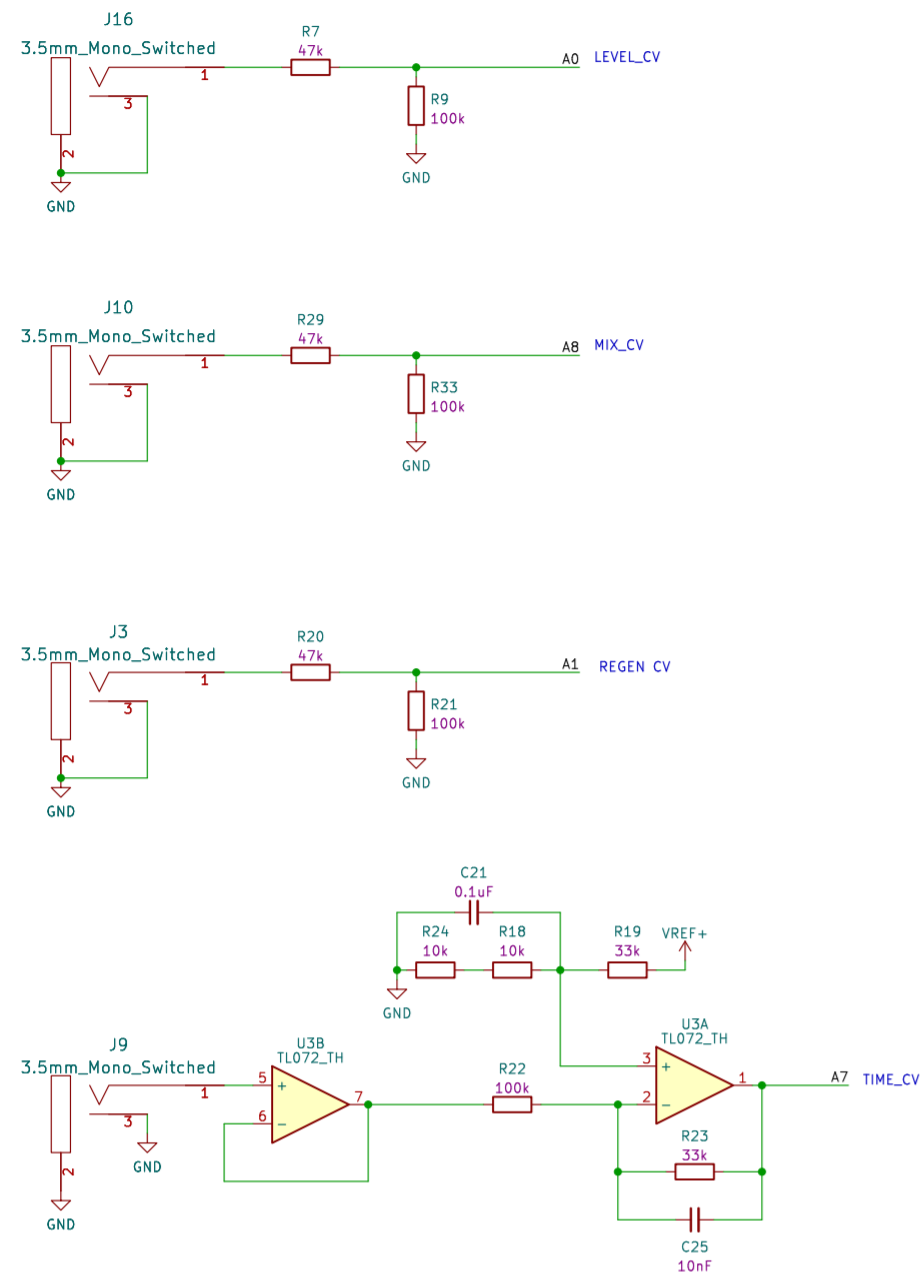 J16
3.5mm_Mono_Switched
1
3
2
GND
R7
47k
R9
100k
GND
A0
LEVEL_CV
J10
3.5mm_Mono_Switched
1
3
2
GND
R29
47k
R33
100k
GND
A8
MIX_CV
J3
3.5mm_Mono_Switched
1
3
2
GND
R20
47k
R21
100k
GND
A1
REGEN CV
C21
0.1uF
R24
10k
R18
10k
R19
33k
VREF+
GND
J9
3.5mm_Mono_Switched
1
3
2
GND
GND
U3B
TL072_TH
5
+
6
−
7
R22
100k
U3A
TL072_TH
3
+
2
−
1
A7
TIME_CV
R23
33k
C25
10nF